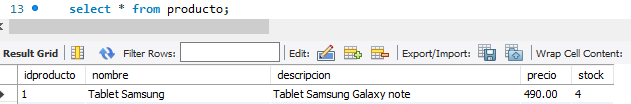 13 select * from producto;
Result Grid Filter Rows: Edit: Export/Import: Wrap Cell Content:
idproducto nombre descripcion precio stock
1 Tablet Samsung Tablet Samsung Galaxy note 490.00 4